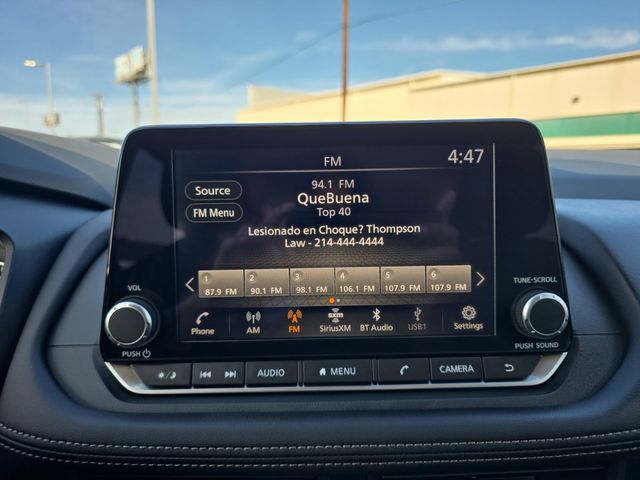 FM
4:47
Source
94.1 FM
QueBuena
FM Menu
Top 40
Lesionado en Choque? Thompson
Law - 214-444-4444
1 2 3 4 5 6
87.9 FM 90.1 FM 98.1 FM 106.1 FM 107.9 FM 107.9 FM
Phone AM FM SiriusXM BT Audio USB1 Settings
VOL
TUNE·SCROLL
PUSH
PUSH SOUND
AUDIO
MENU
CAMERA